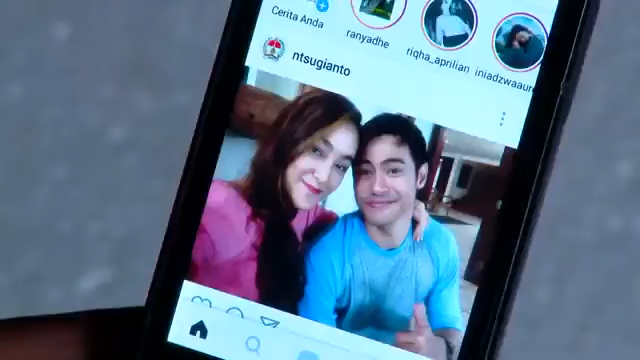 Cerita Anda
ranyadhe
riqha_aprilian
iniadzwaaur
ntsugianto